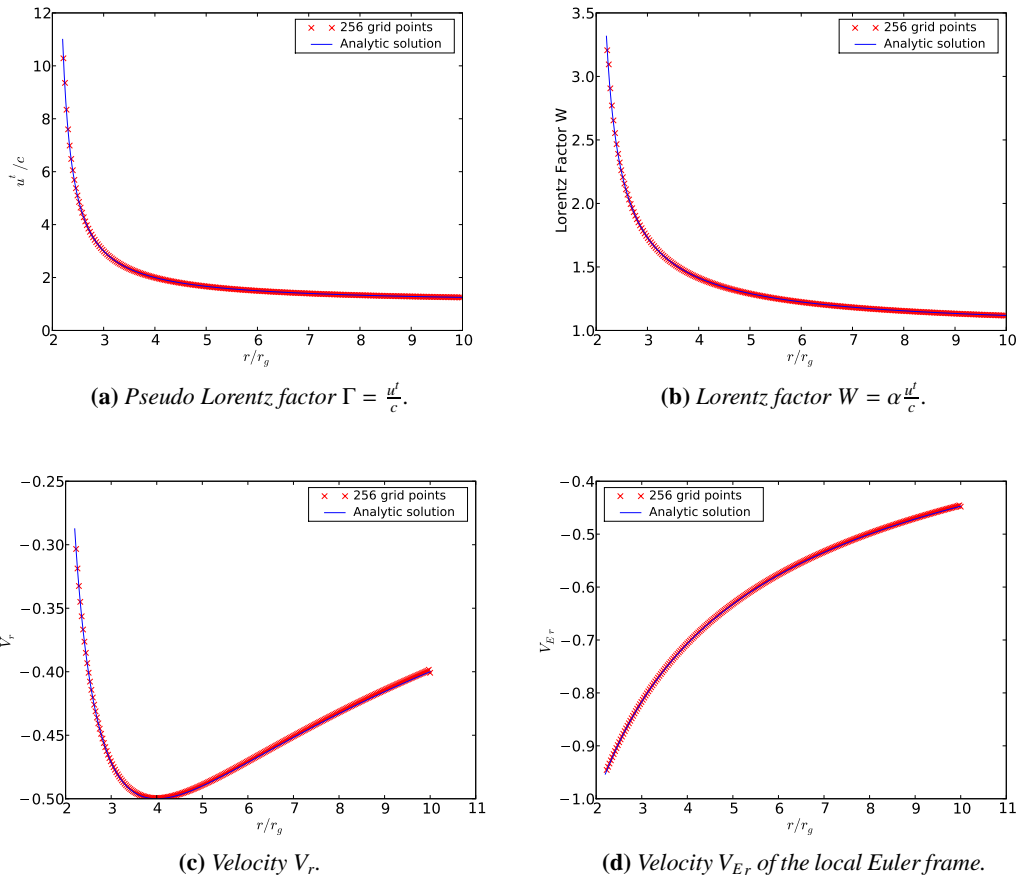 12
10
8
6
4
2
0
u^t/c
256 grid points
Analytic solution
2 3 4 5 6 7 8 9 10
r/r_g
(a) Pseudo Lorentz factor Γ = u^t/c.
3.5
3.0
2.5
2.0
1.5
1.0
Lorentz Factor W
256 grid points
Analytic solution
2 3 4 5 6 7 8 9 10
r/r_g
(b) Lorentz factor W = α u^t/c.
−0.25
−0.30
−0.35
−0.40
−0.45
−0.50
V_r
256 grid points
Analytic solution
2 3 4 5 6 7 8 9 10 11
r/r_g
(c) Velocity V_r.
−0.4
−0.5
−0.6
−0.7
−0.8
−0.9
−1.0
V_{Er}
256 grid points
Analytic solution
2 3 4 5 6 7 8 9 10 11
r/r_g
(d) Velocity V_{Er} of the local Euler frame.